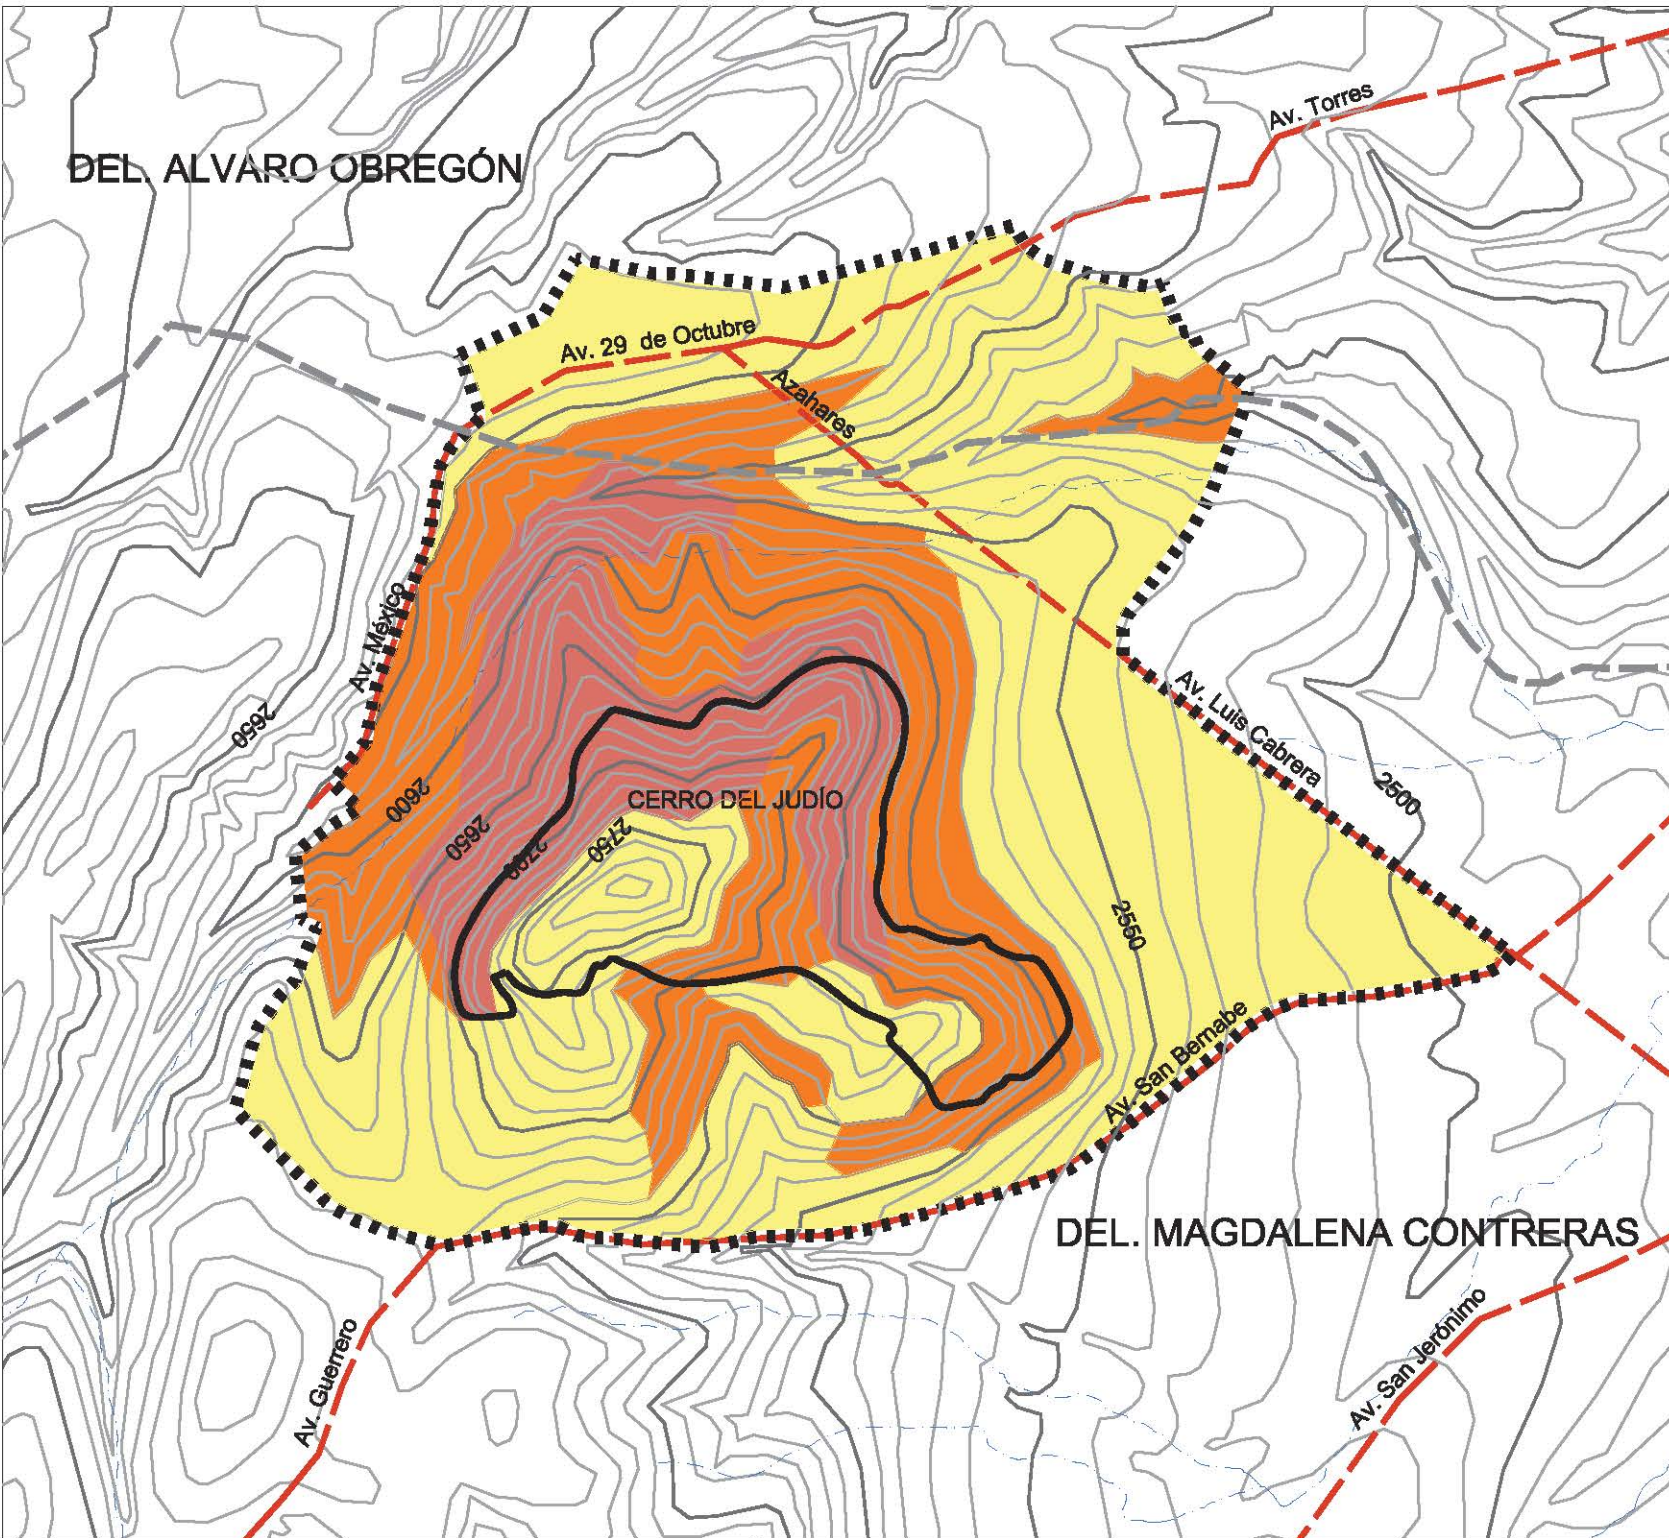 Av. Torres
DEL. ALVARO OBREGÓN
Av. 29 de Octubre
Azahares
Av. México
2650
Av. Luis Cabrera
2600
2650
2700
2750
CERRO DEL JUDÍO
2500
2550
Av. San Bernabe
DEL. MAGDALENA CONTRERAS
Av. Guerrero
Av. San Jerónimo